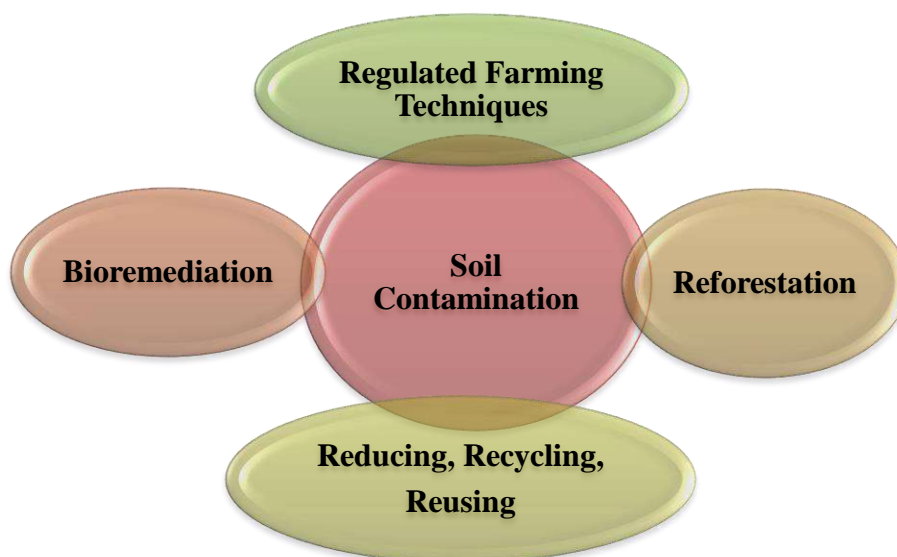 Regulated Farming
Techniques
Bioremediation
Soil
Contamination
Reforestation
Reducing, Recycling,
Reusing